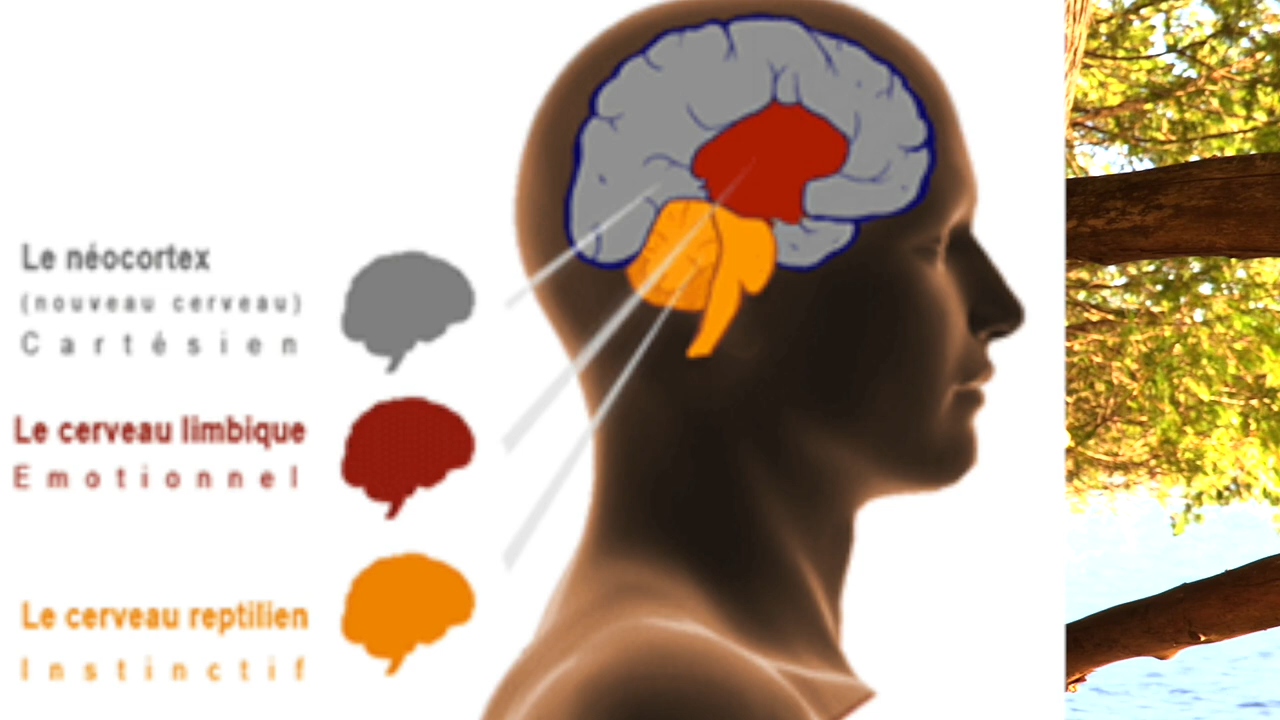 Le néocortex
(nouveau cerveau)
Cartésien
Le cerveau limbique
Emotionnel
Le cerveau reptilien
Instinctif